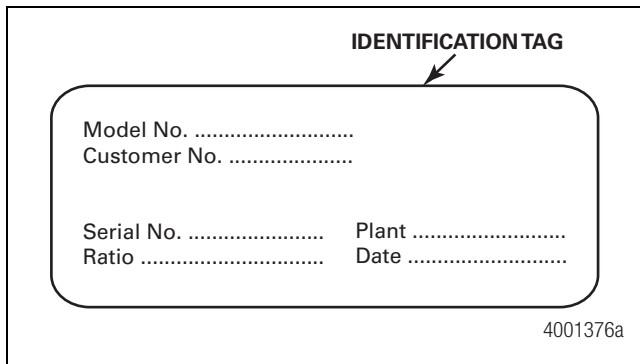 IDENTIFICATION TAG
Model No. ...........................
Customer No. .....................
Serial No. ....................... Plant ..........................
Ratio ............................... Date ...........................
4001376a